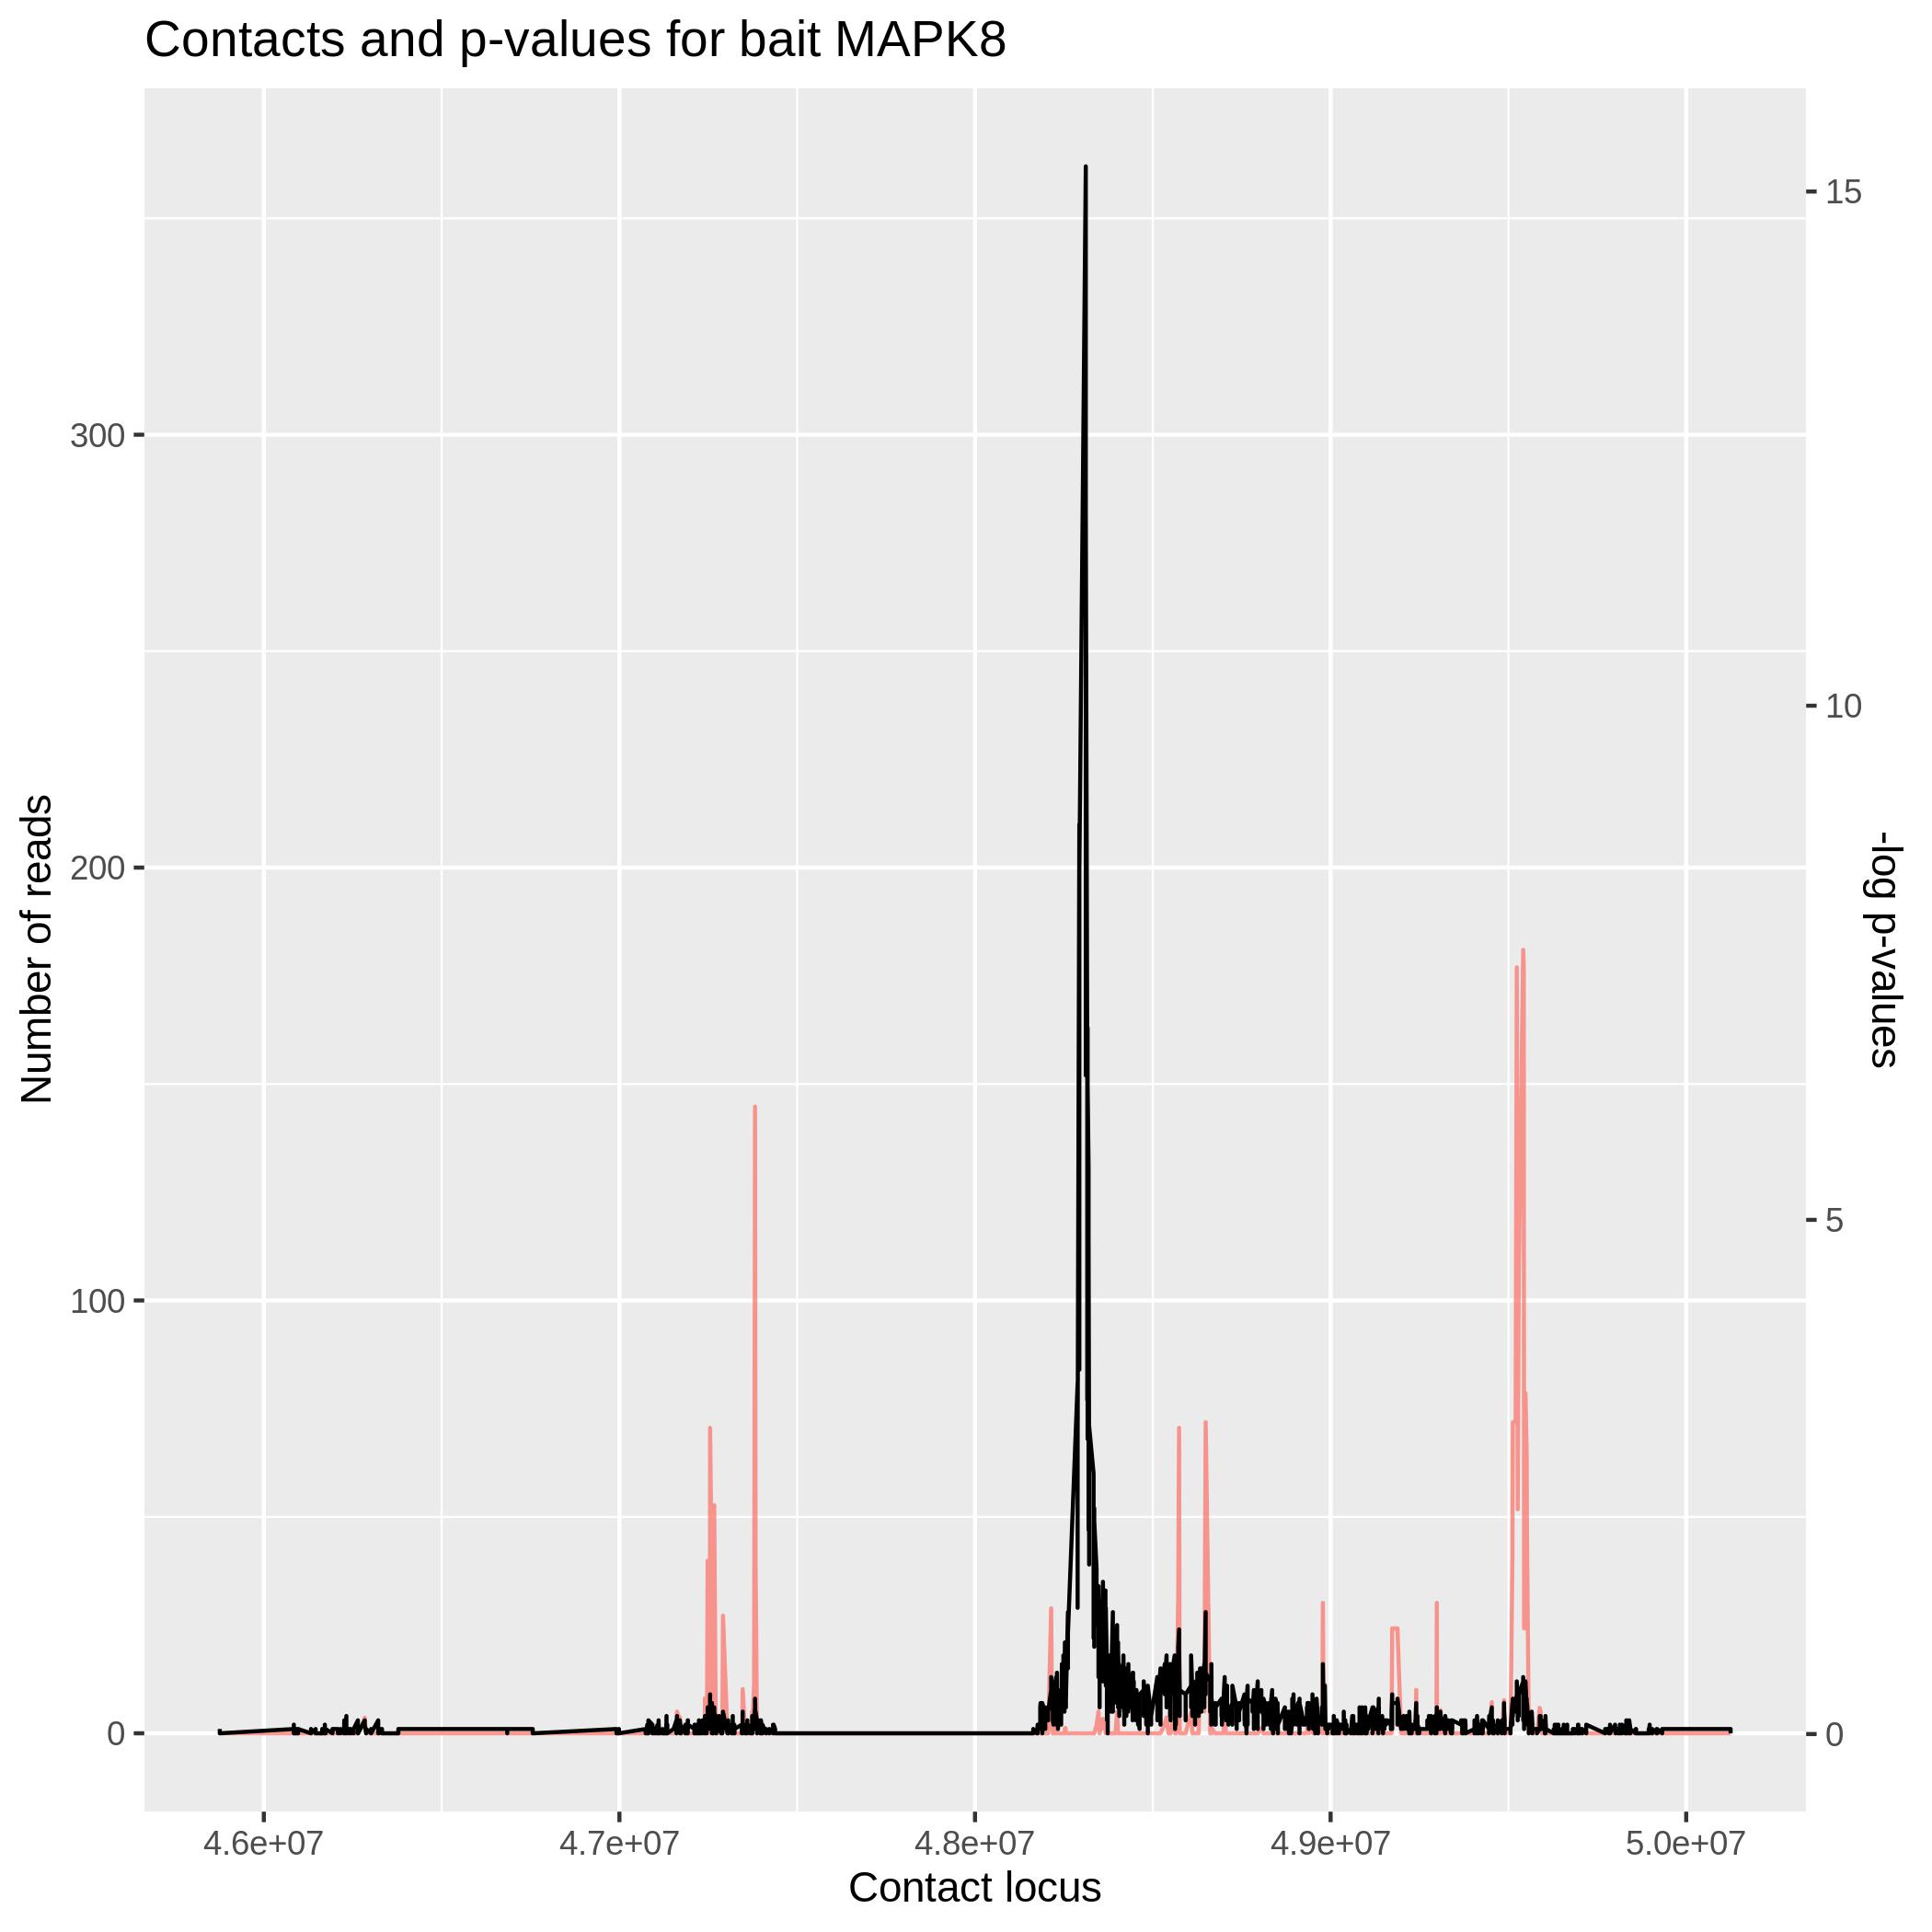 Contacts and p-values for bait MAPK8
Number of reads
300
200
100
0
15
10
5
0
-log p-values
4.6e+07
4.7e+07
4.8e+07
4.9e+07
5.0e+07
Contact locus